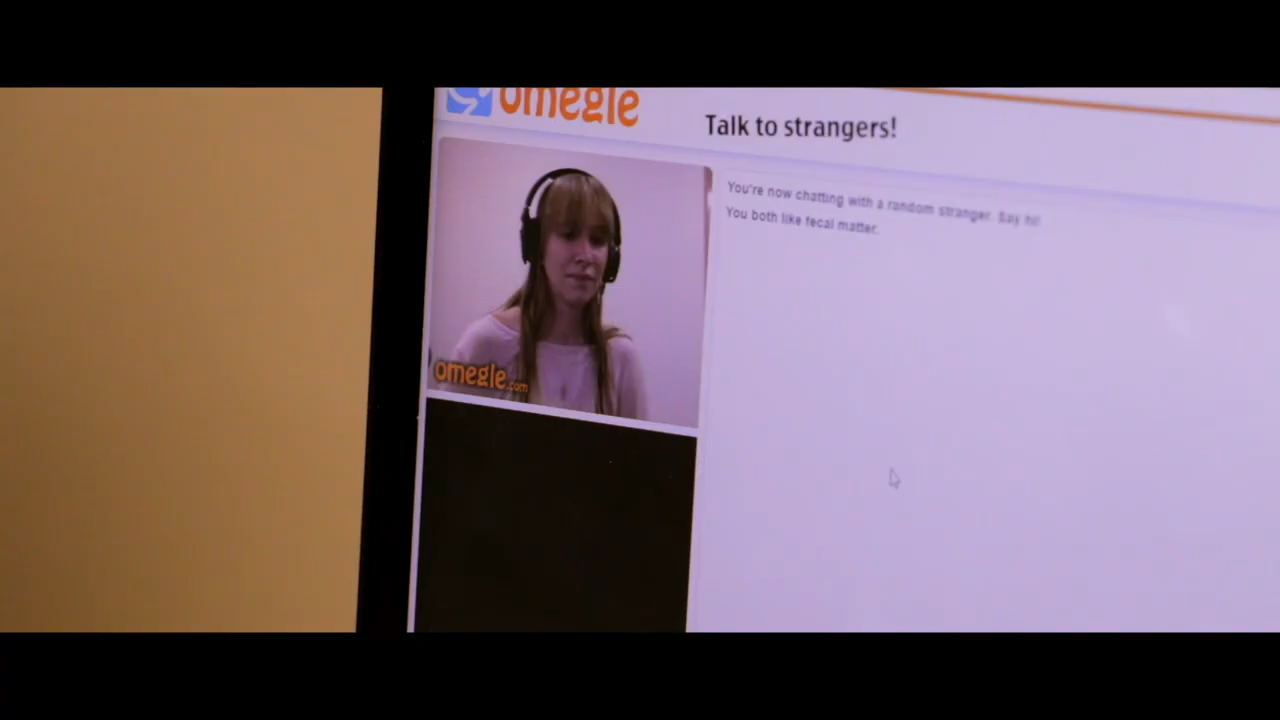 omegle
Talk to strangers!
You're now chatting with a random stranger. Say hi!
You both like fecal matter.
omegle.com